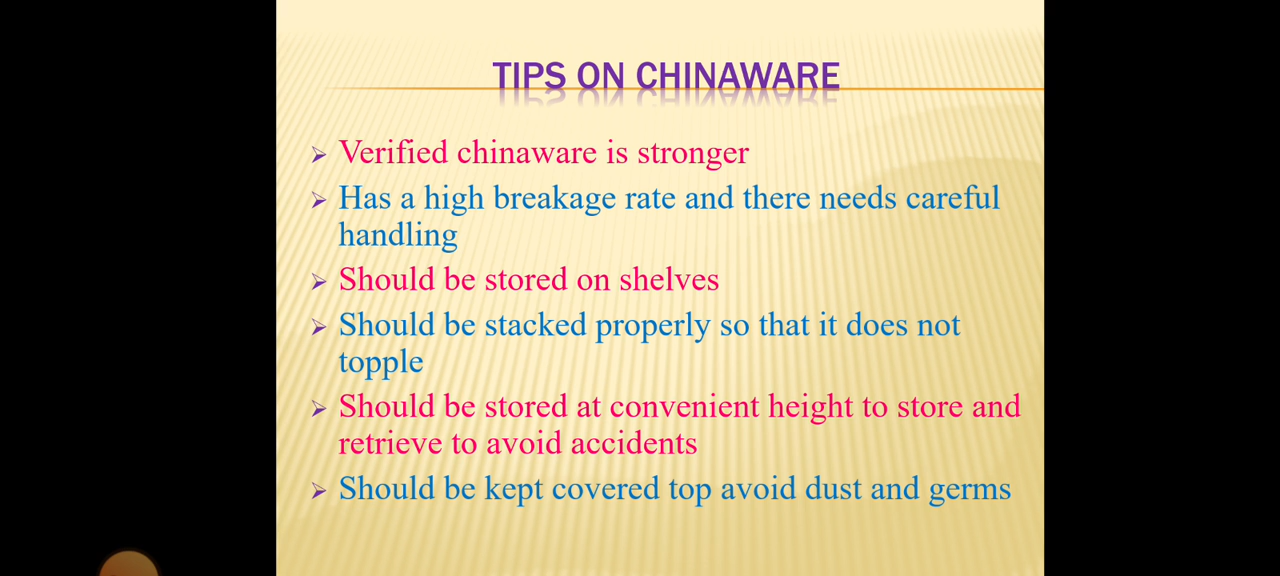 TIPS ON CHINAWARE
Verified chinaware is stronger
Has a high breakage rate and there needs careful
handling
Should be stored on shelves
Should be stacked properly so that it does not
topple
Should be stored at convenient height to store and
retrieve to avoid accidents
Should be kept covered top avoid dust and germs